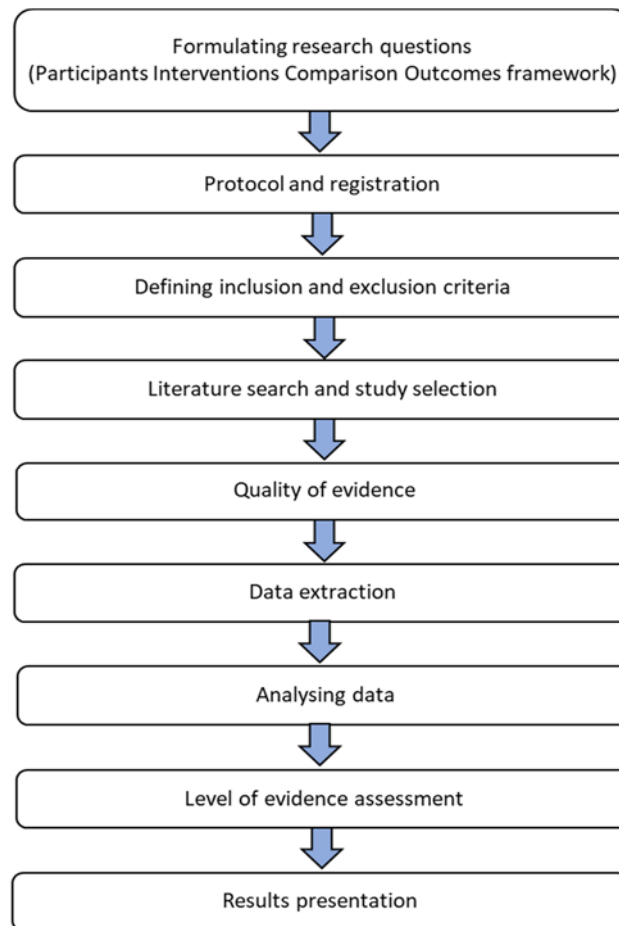 Formulating research questions
(Participants Interventions Comparison Outcomes framework)
Protocol and registration
Defining inclusion and exclusion criteria
Literature search and study selection
Quality of evidence
Data extraction
Analysing data
Level of evidence assessment
Results presentation